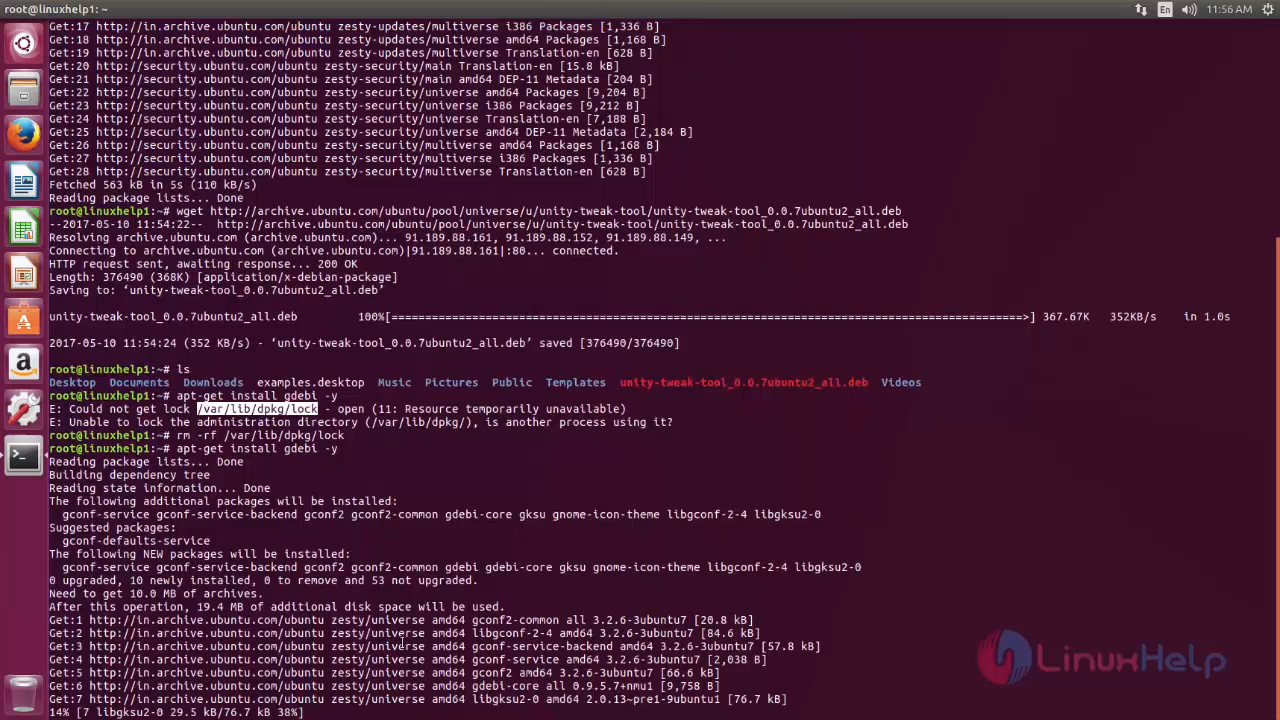 root@linuxhelp1: ~
En
11:56 AM
Get:17 http://in.archive.ubuntu.com/ubuntu zesty-updates/multiverse i386 Packages [1,336 B]
Get:18 http://in.archive.ubuntu.com/ubuntu zesty-updates/multiverse amd64 Packages [1,168 B]
Get:19 http://in.archive.ubuntu.com/ubuntu zesty-updates/multiverse Translation-en [628 B]
Get:20 http://security.ubuntu.com/ubuntu zesty-security/main Translation-en [15.8 kB]
Get:21 http://security.ubuntu.com/ubuntu zesty-security/main amd64 DEP-11 Metadata [204 B]
Get:22 http://security.ubuntu.com/ubuntu zesty-security/universe amd64 Packages [9,204 B]
Get:23 http://security.ubuntu.com/ubuntu zesty-security/universe i386 Packages [9,212 B]
Get:24 http://security.ubuntu.com/ubuntu zesty-security/universe Translation-en [7,188 B]
Get:25 http://security.ubuntu.com/ubuntu zesty-security/universe amd64 DEP-11 Metadata [2,184 B]
Get:26 http://security.ubuntu.com/ubuntu zesty-security/multiverse amd64 Packages [1,168 B]
Get:27 http://security.ubuntu.com/ubuntu zesty-security/multiverse i386 Packages [1,336 B]
Get:28 http://security.ubuntu.com/ubuntu zesty-security/multiverse Translation-en [628 B]
Fetched 563 kB in 5s (110 kB/s)
Reading package lists... Done
root@linuxhelp1:~# wget http://archive.ubuntu.com/ubuntu/pool/universe/u/unity-tweak-tool/unity-tweak-tool_0.0.7ubuntu2_all.deb
--2017-05-10 11:54:22--  http://archive.ubuntu.com/ubuntu/pool/universe/u/unity-tweak-tool/unity-tweak-tool_0.0.7ubuntu2_all.deb
Resolving archive.ubuntu.com (archive.ubuntu.com)... 91.189.88.161, 91.189.88.152, 91.189.88.149, ...
Connecting to archive.ubuntu.com (archive.ubuntu.com)|91.189.88.161|:80... connected.
HTTP request sent, awaiting response... 200 OK
Length: 376490 (368K) [application/x-debian-package]
Saving to: ‘unity-tweak-tool_0.0.7ubuntu2_all.deb’
unity-tweak-tool_0.0.7ubuntu2_all.deb 100%[==============================================================================================>] 367.67K 352KB/s in 1.0s
2017-05-10 11:54:24 (352 KB/s) - ‘unity-tweak-tool_0.0.7ubuntu2_all.deb’ saved [376490/376490]
root@linuxhelp1:~# ls
Desktop Documents Downloads examples.desktop Music Pictures Public Templates unity-tweak-tool_0.0.7ubuntu2_all.deb Videos
root@linuxhelp1:~# apt-get install gdebi -y
E: Could not get lock /var/lib/dpkg/lock - open (11: Resource temporarily unavailable)
E: Unable to lock the administration directory (/var/lib/dpkg/), is another process using it?
root@linuxhelp1:~# rm -rf /var/lib/dpkg/lock
root@linuxhelp1:~# apt-get install gdebi -y
Reading package lists... Done
Building dependency tree
Reading state information... Done
The following additional packages will be installed:
gconf-service gconf-service-backend gconf2 gconf2-common gdebi-core gksu gnome-icon-theme libgconf-2-4 libgksu2-0
Suggested packages:
gconf-defaults-service
The following NEW packages will be installed:
gconf-service gconf-service-backend gconf2 gconf2-common gdebi gdebi-core gksu gnome-icon-theme libgconf-2-4 libgksu2-0
0 upgraded, 10 newly installed, 0 to remove and 53 not upgraded.
Need to get 10.0 MB of archives.
After this operation, 19.4 MB of additional disk space will be used.
Get:1 http://in.archive.ubuntu.com/ubuntu zesty/universe amd64 gconf2-common all 3.2.6-3ubuntu7 [20.8 kB]
Get:2 http://in.archive.ubuntu.com/ubuntu zesty/universe amd64 libgconf-2-4 amd64 3.2.6-3ubuntu7 [84.6 kB]
Get:3 http://in.archive.ubuntu.com/ubuntu zesty/universe amd64 gconf-service-backend amd64 3.2.6-3ubuntu7 [57.8 kB]
Get:4 http://in.archive.ubuntu.com/ubuntu zesty/universe amd64 gconf-service amd64 3.2.6-3ubuntu7 [2,038 B]
Get:5 http://in.archive.ubuntu.com/ubuntu zesty/universe amd64 gconf2 amd64 3.2.6-3ubuntu7 [66.6 kB]
Get:6 http://in.archive.ubuntu.com/ubuntu zesty/universe amd64 gdebi-core all 0.9.5.7+nmu1 [9,758 B]
Get:7 http://in.archive.ubuntu.com/ubuntu zesty/universe amd64 libgksu2-0 amd64 2.0.13~pre1-9ubuntu1 [76.7 kB]
14% [7 libgksu2-0 29.5 kB/76.7 kB 38%]
LinuxHelp